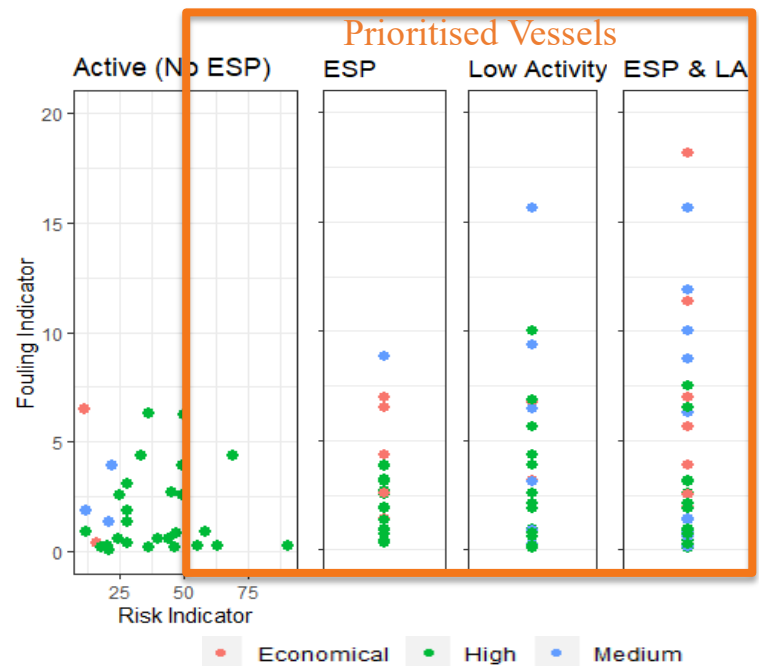 Prioritised Vessels
Active (No ESP) ESP Low Activity ESP & LA
20
15
10
5
0
Fouling Indicator
25 50 75
Risk Indicator
Economical High Medium